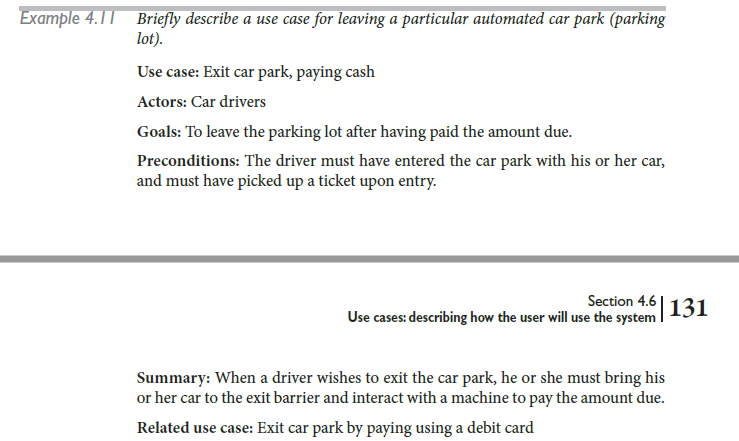 Example 4.11 Briefly describe a use case for leaving a particular automated car park (parking
lot).
Use case: Exit car park, paying cash
Actors: Car drivers
Goals: To leave the parking lot after having paid the amount due.
Preconditions: The driver must have entered the car park with his or her car,
and must have picked up a ticket upon entry.
Section 4.6
Use cases: describing how the user will use the system
131
Summary: When a driver wishes to exit the car park, he or she must bring his
or her car to the exit barrier and interact with a machine to pay the amount due.
Related use case: Exit car park by paying using a debit card